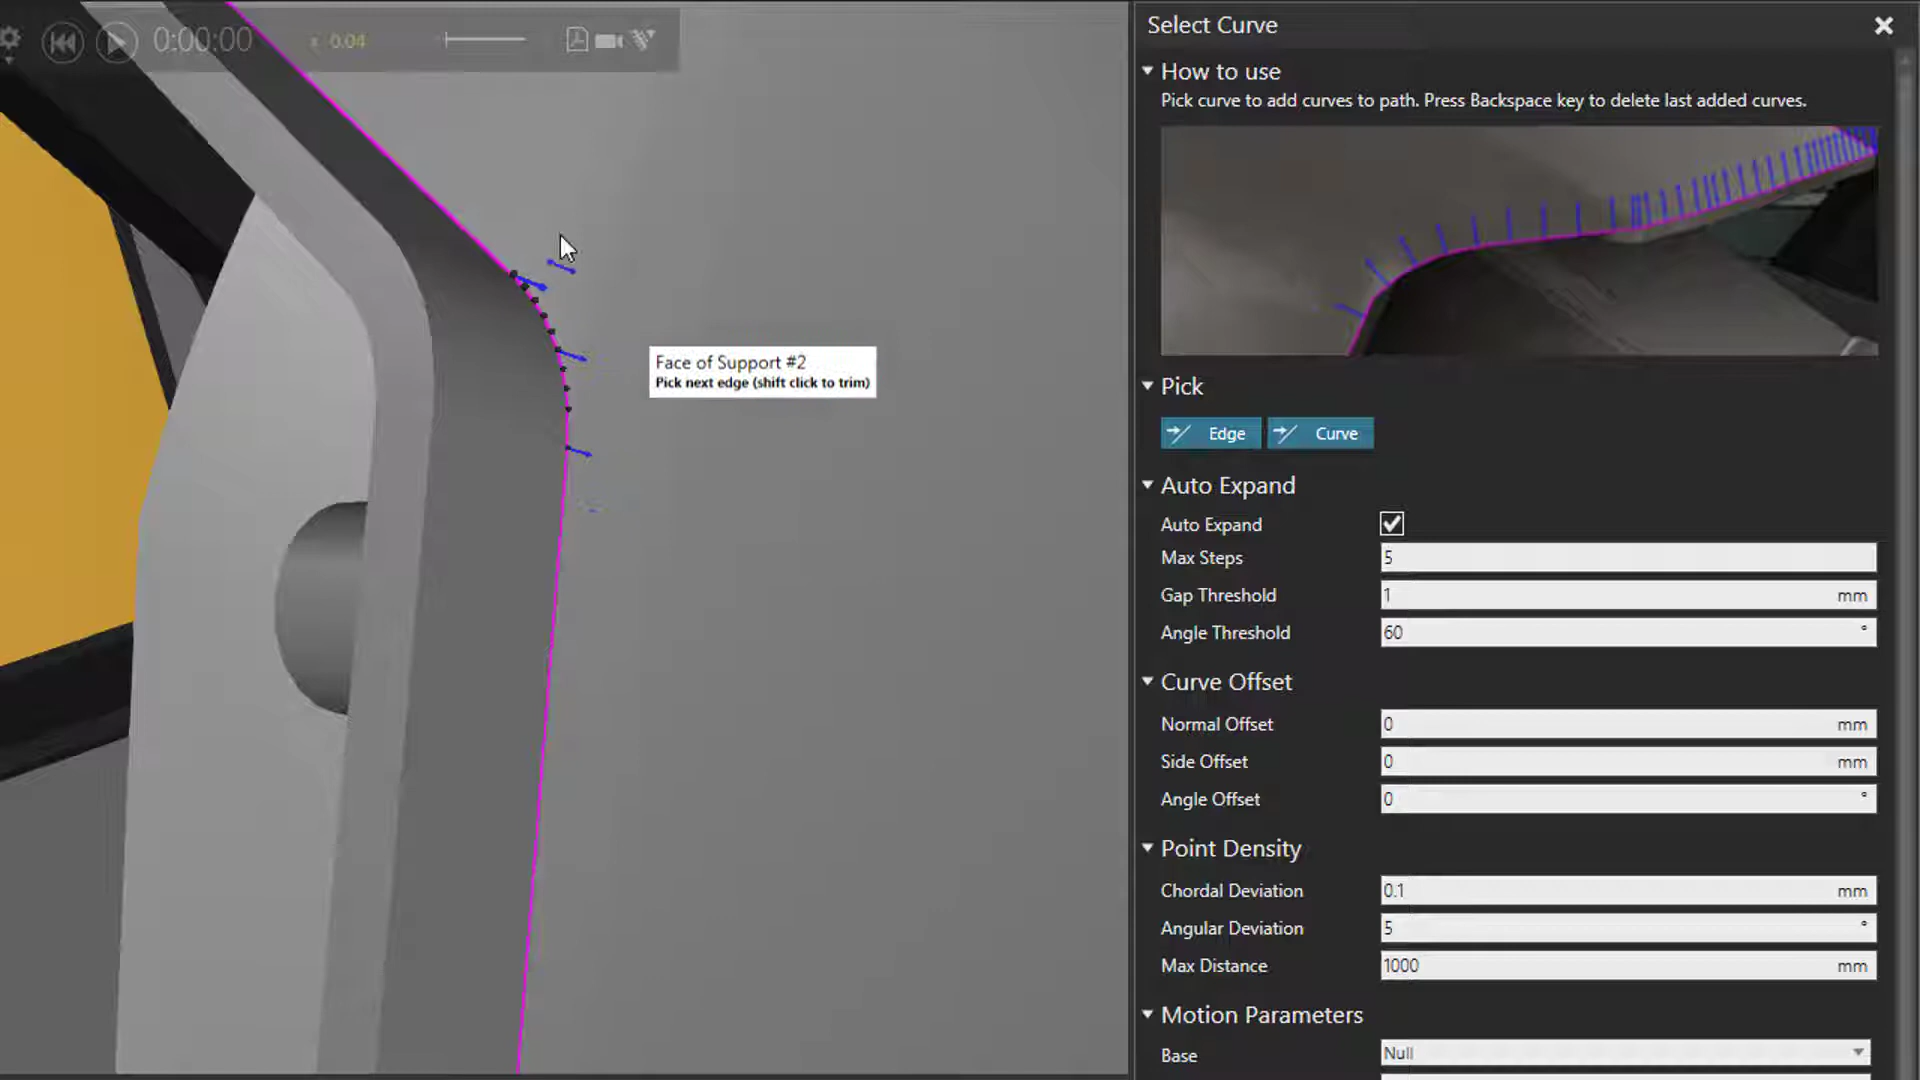 0:00:00
x 0.04
Face of Support #2
Pick next edge (shift click to trim)
Select Curve
How to use
Pick curve to add curves to path. Press Backspace key to delete last added curves.
Pick
Edge
Curve
Auto Expand
Auto Expand
Max Steps 5
Gap Threshold 1 mm
Angle Threshold 60 °
Curve Offset
Normal Offset 0 mm
Side Offset 0 mm
Angle Offset 0 °
Point Density
Chordal Deviation 0.1 mm
Angular Deviation 5 °
Max Distance 1000 mm
Motion Parameters
Base Null